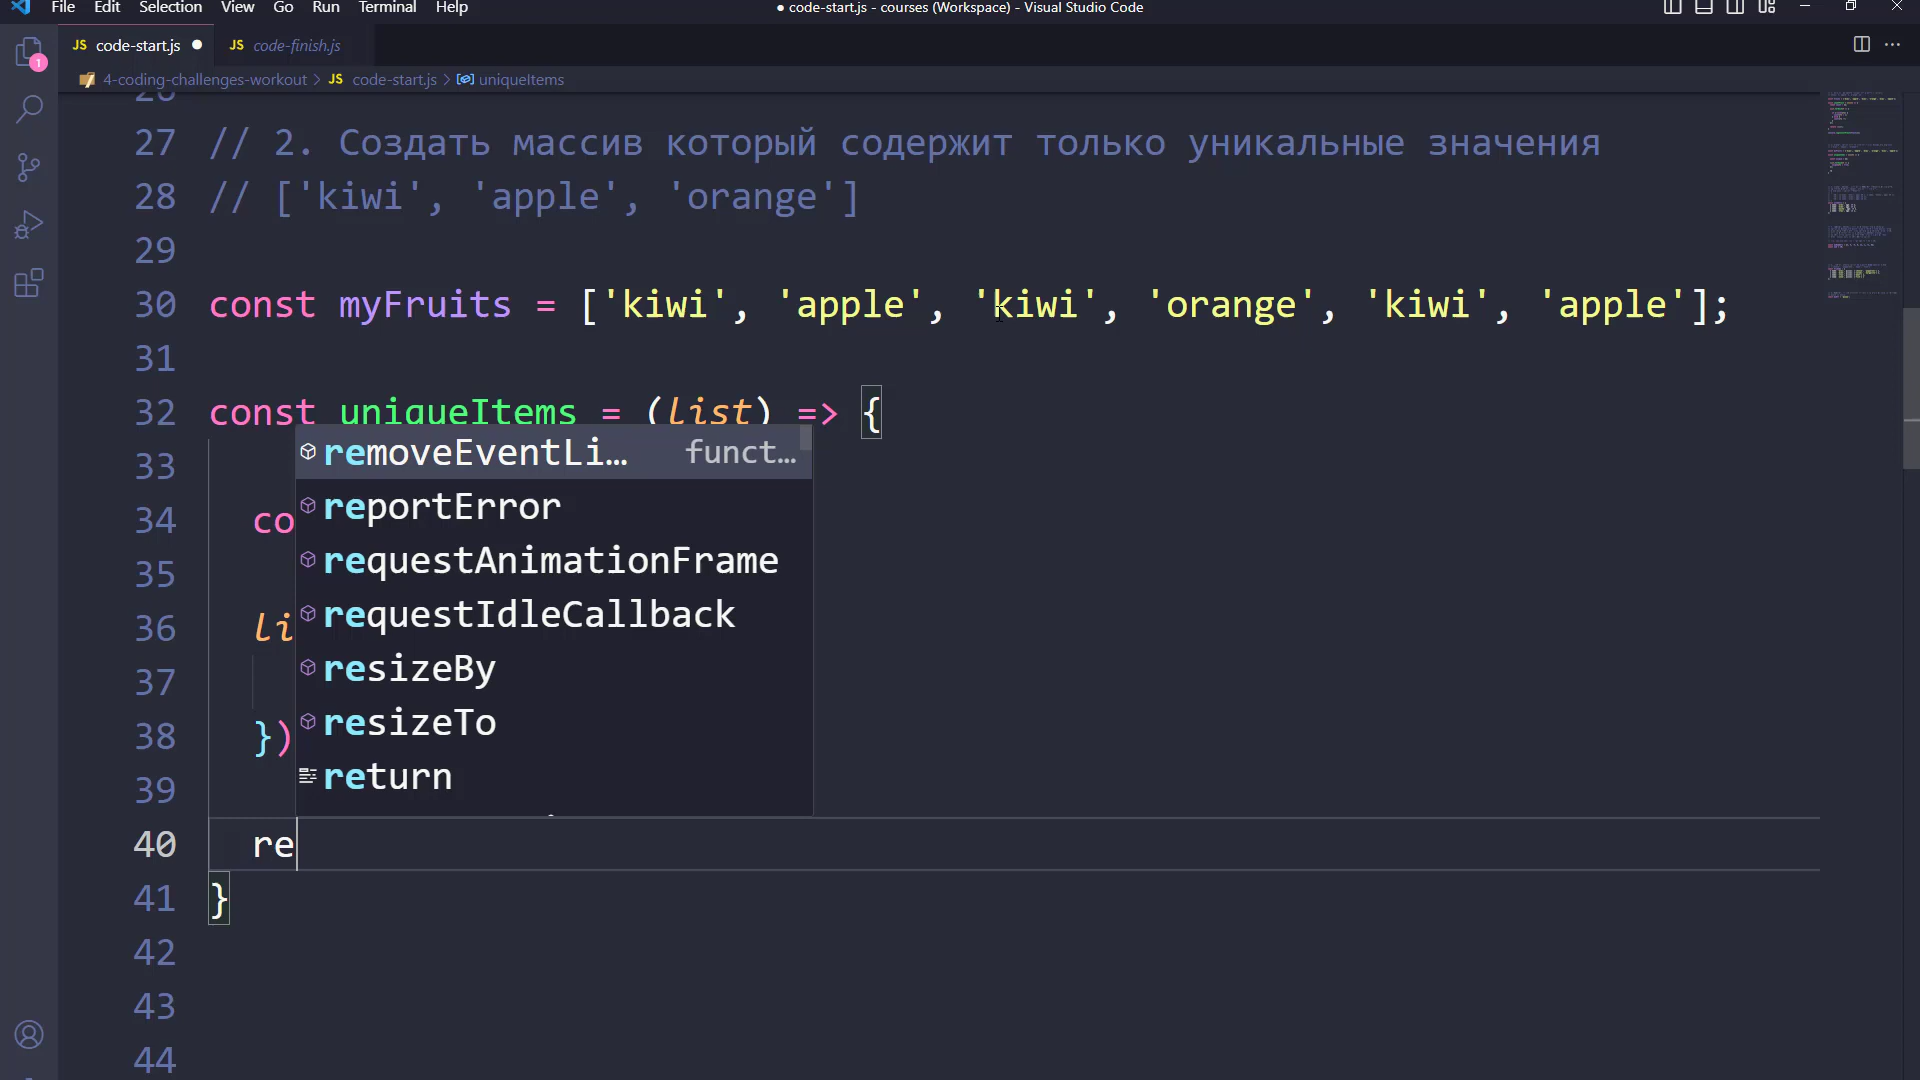 File Edit Selection View Go Run Terminal Help
● code-start.js - courses (Workspace) - Visual Studio Code
JS code-start.js ●
JS code-finish.js
1
4-coding-challenges-workout > JS code-start.js > uniqueItems
26
27 // 2. Создать массив который содержит только уникальные значения
28 // ['kiwi', 'apple', 'orange']
29
30 const myFruits = ['kiwi', 'apple', 'kiwi', 'orange', 'kiwi', 'apple'];
31
32 const uniqueItems = (list) => {
33
34 co
35
36 li
37
38 })
39
40 re
41 }
42
43
44
removeEventLi… funct…
reportError
requestAnimationFrame
requestIdleCallback
resizeBy
resizeTo
return